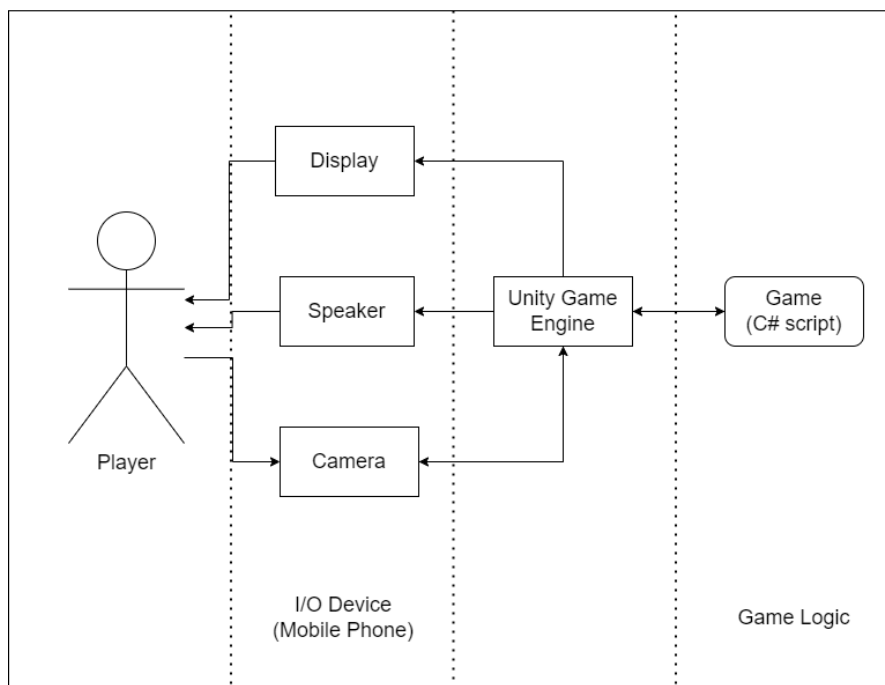 Display
Speaker
Unity Game
Engine
Game
(C# script)
Camera
Player
I/O Device
(Mobile Phone)
Game Logic